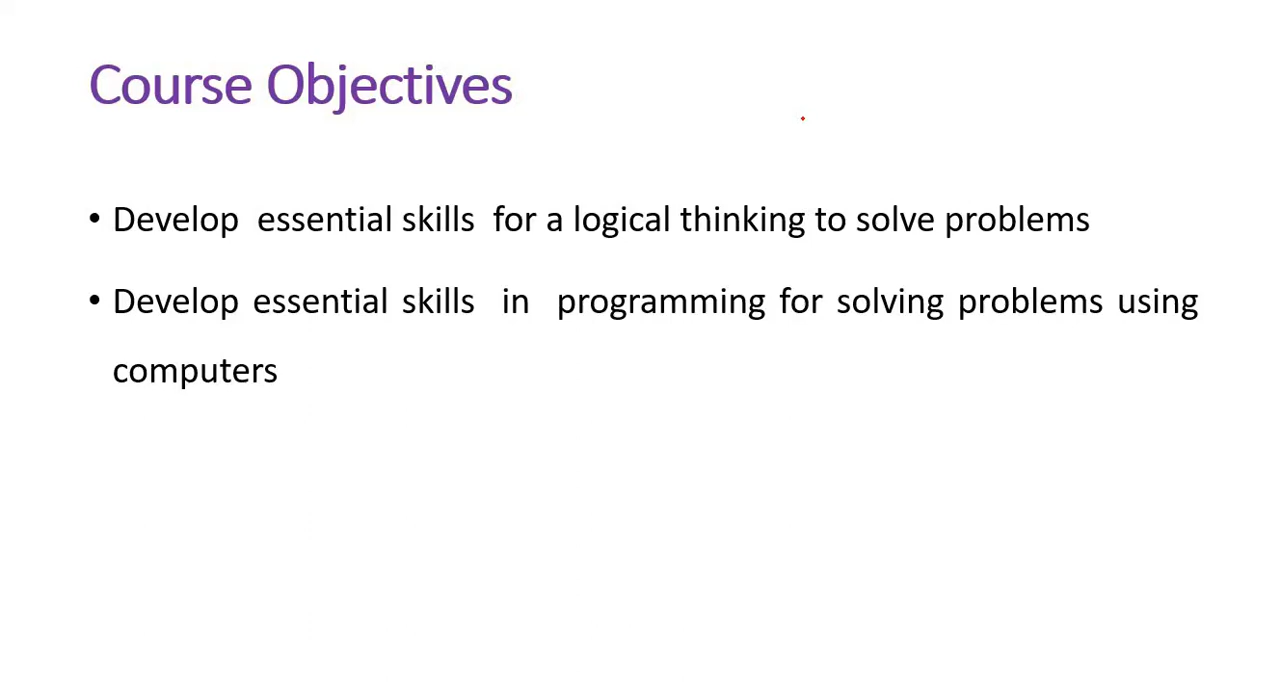 Course Objectives
• Develop essential skills for a logical thinking to solve problems
• Develop essential skills in programming for solving problems using
computers